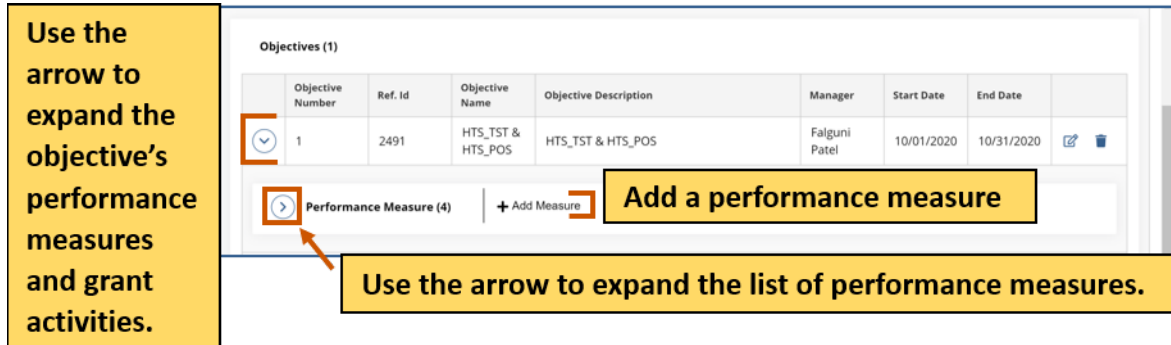 Use the
arrow to
expand the
objective's
performance
measures
and grant
activities.
Objectives (1)
Objective Number Ref. Id Objective Name Objective Description Manager Start Date End Date
1 2491 HTS_TST & HTS_POS HTS_TST & HTS_POS Falguni Patel 10/01/2020 10/31/2020
Performance Measure (4) + Add Measure
Add a performance measure
Use the arrow to expand the list of performance measures.